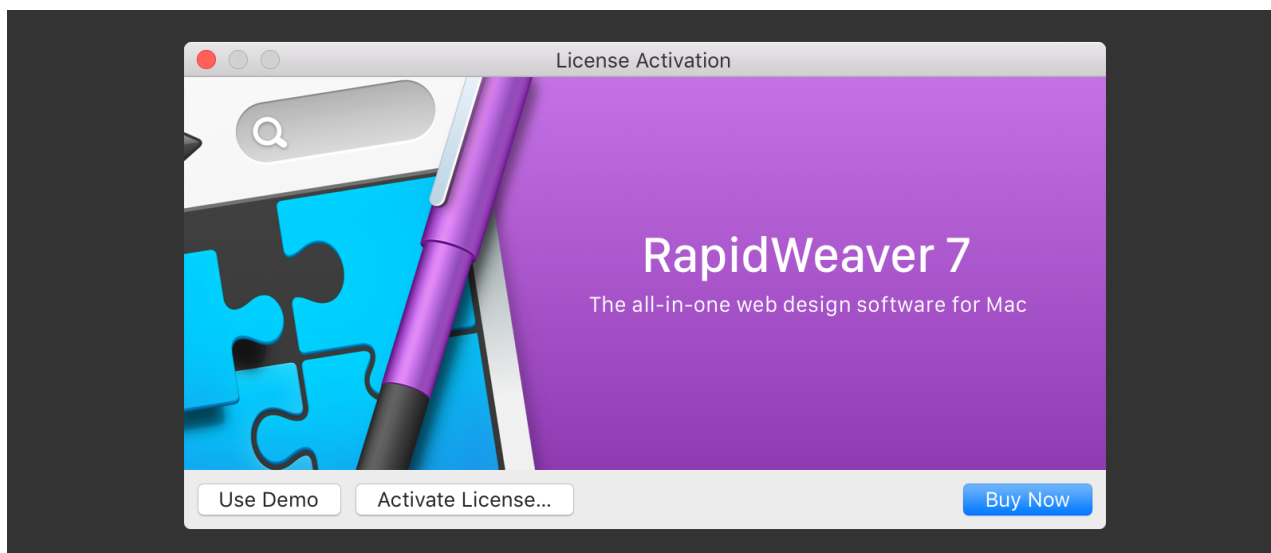 License Activation
RapidWeaver 7
The all-in-one web design software for Mac
Use Demo
Activate License...
Buy Now